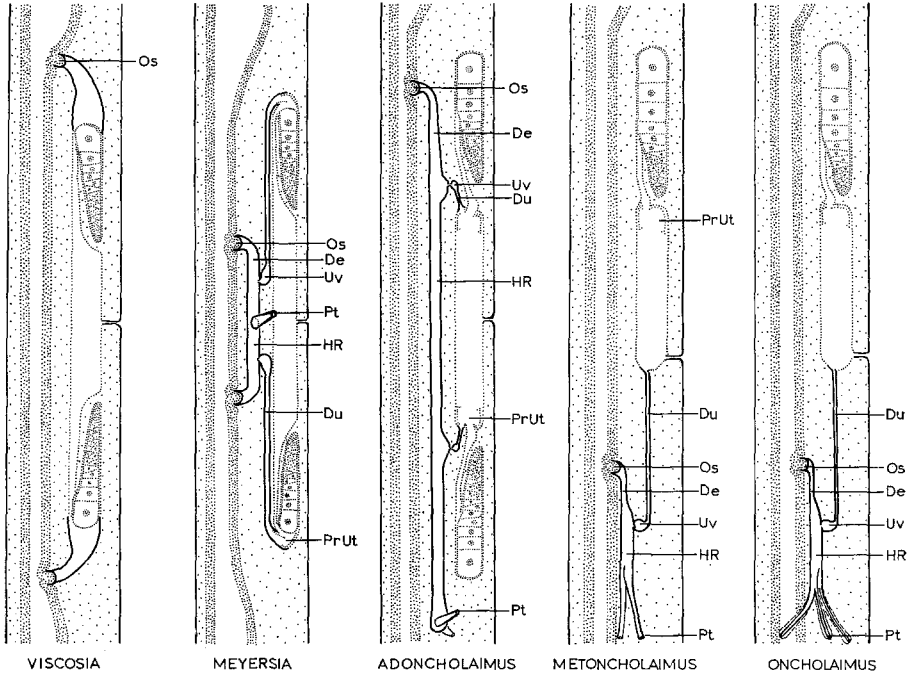 Os
Os
De
Uv
Pt
HR
Du
PrUt
Os
De
Uv
Du
HR
PrUt
Pt
PrUt
Du
Os
De
Uv
HR
Pt
Du
Os
De
Uv
HR
Pt
VISCOSIA
MEYERSIA
ADONCHOLAIMUS
METONCHOLAIMUS
ONCHOLAIMUS